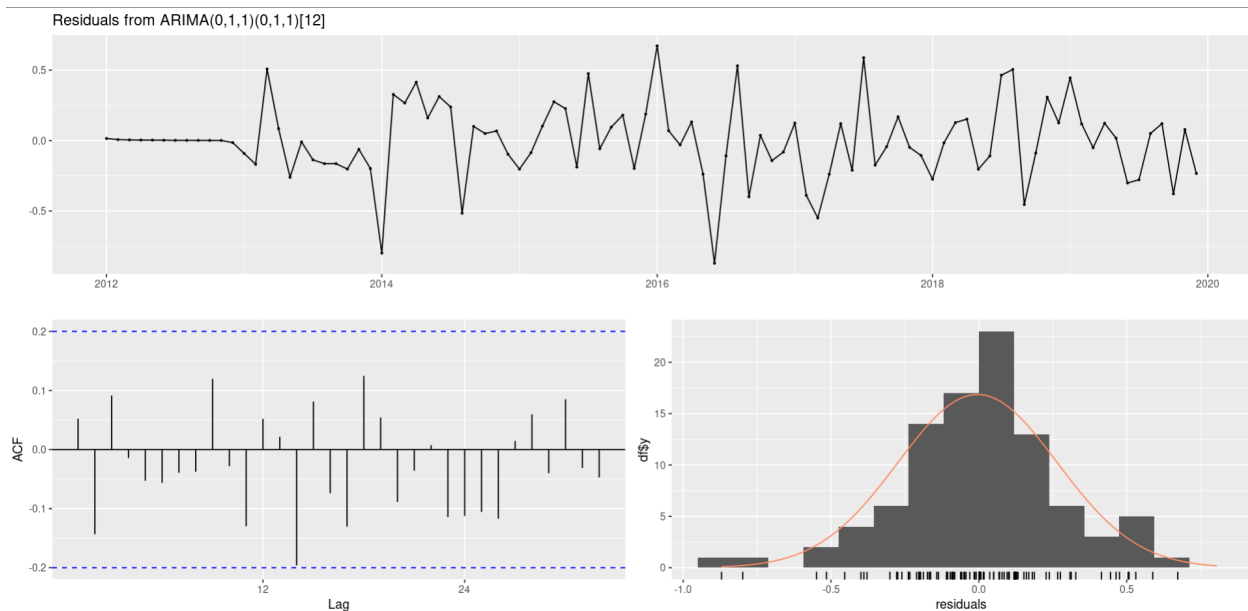 Residuals from ARIMA(0,1,1)(0,1,1)[12]
0.5
0.0
-0.5
2012 2014 2016 2018 2020
ACF
0.2
0.1
0.0
-0.1
-0.2
12 24
Lag
df$y
20
15
10
5
0
-1.0 -0.5 0.0 0.5
residuals